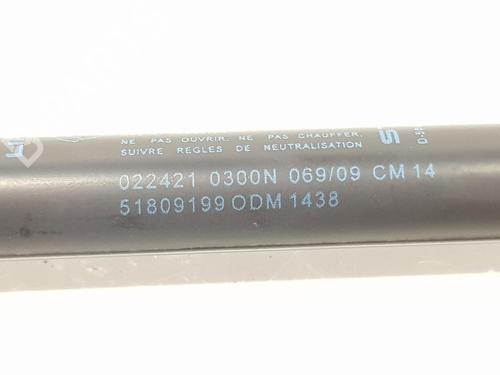 NE PAS OUVRIR, NE PAS CHAUFFER,
SUIVRE REGLES DE NEUTRALISATION
022421 0300N 069/09 CM 14
51809199 ODM 1438